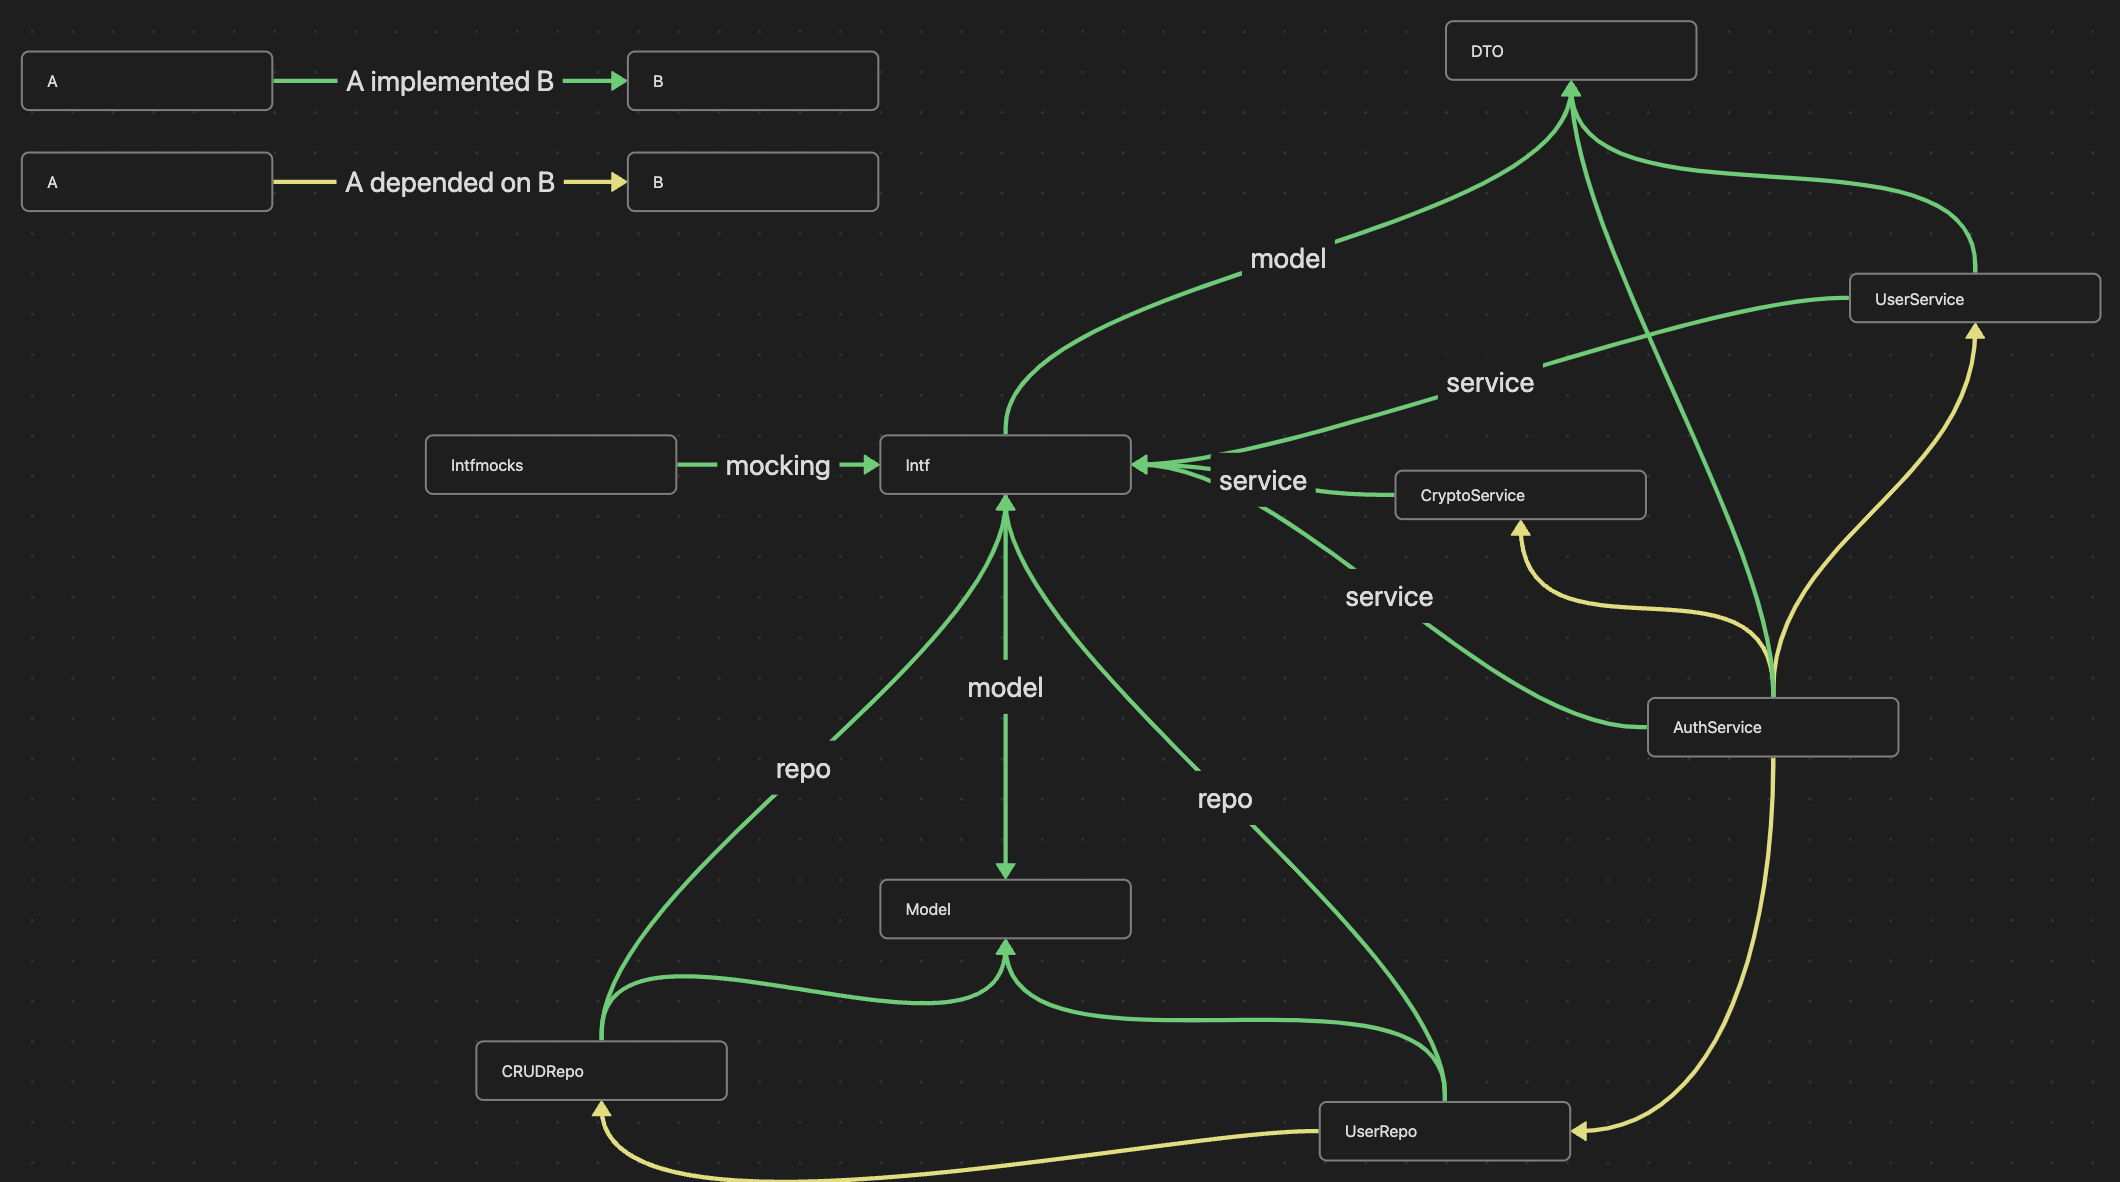 DTO
A
A implemented B
B
A
A depended on B
B
model
UserService
service
Intfmocks
mocking
Intf
service
CryptoService
service
model
AuthService
repo
repo
Model
CRUDRepo
UserRepo